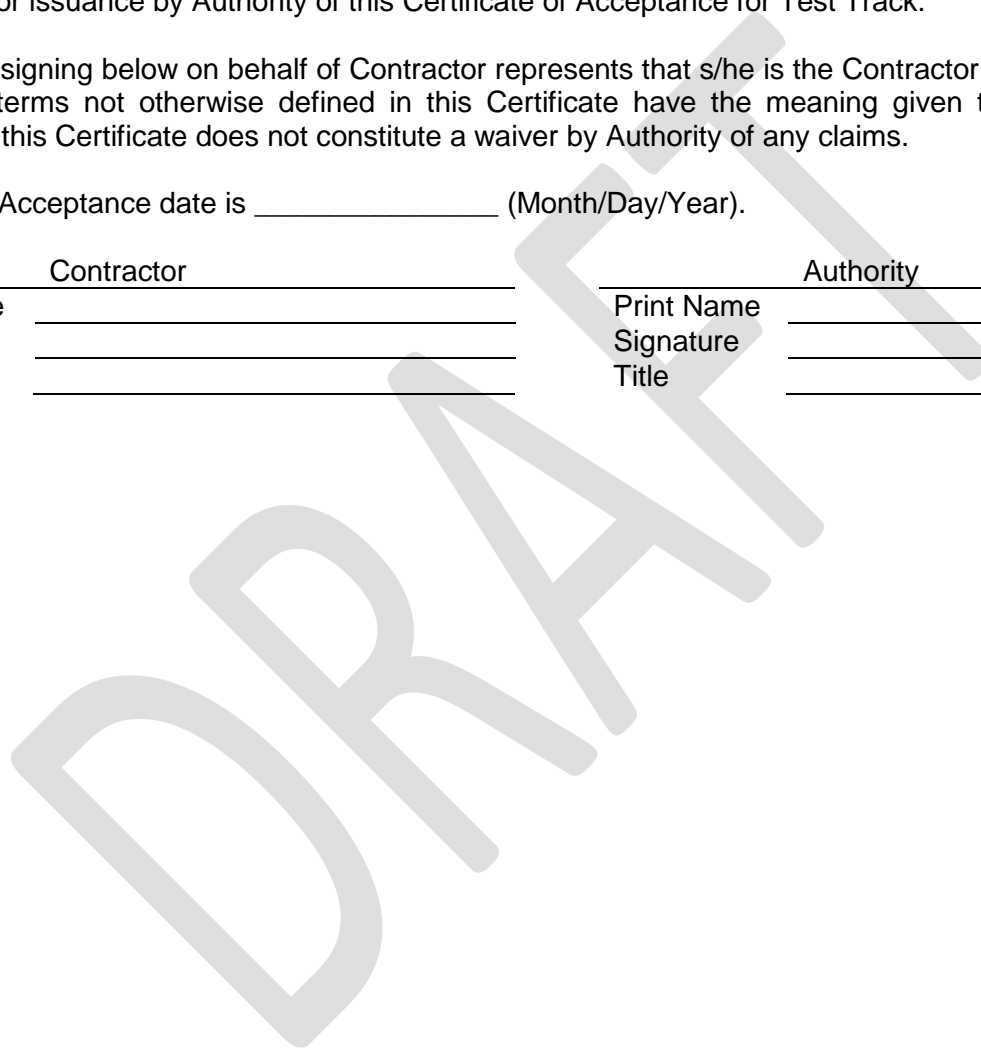 or Issuance by Authority of this Certificate of Acceptance for Test Track.
signing below on behalf of Contractor represents that s/he is the Contractor
terms not otherwise defined in this Certificate have the meaning given
this Certificate does not constitute a waiver by Authority of any claims.
Acceptance date is _______________ (Month/Day/Year).
Contractor Authority
Print Name
Signature
Title
DRAFT